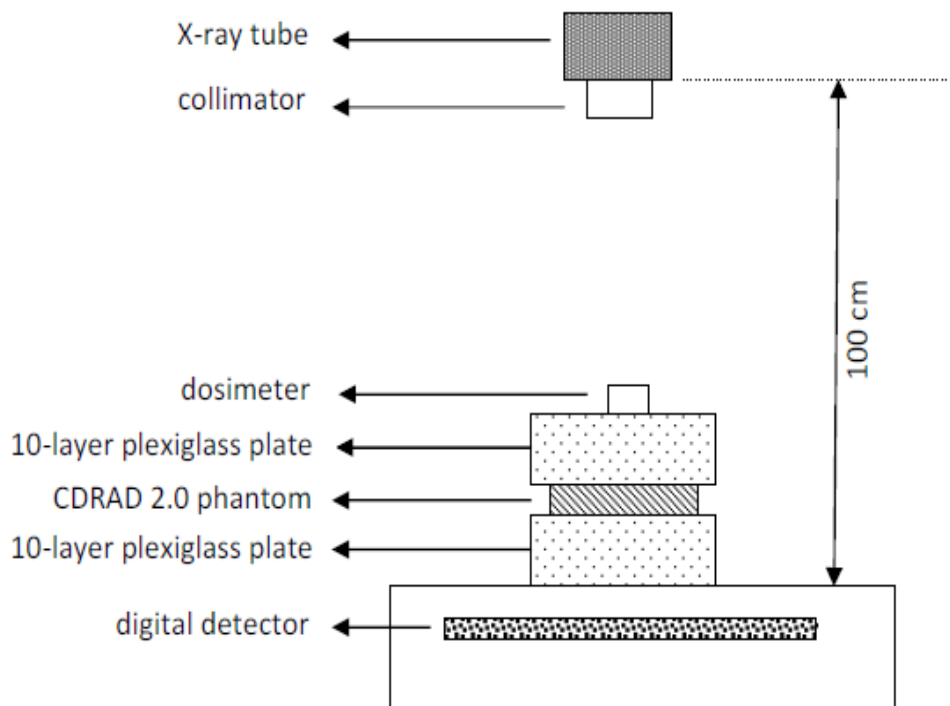 X-ray tube
collimator
100 cm
dosimeter
10-layer plexiglass plate
CDRAD 2.0 phantom
10-layer plexiglass plate
digital detector